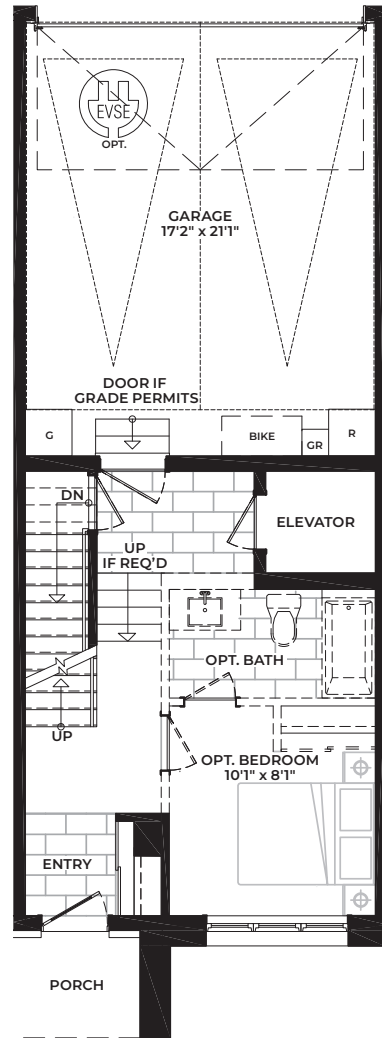 EVSE
OPT.
GARAGE
17'2" x 21'1"
DOOR IF
GRADE PERMITS
G
BIKE
GR
R
DN
ELEVATOR
UP
IF REQ'D
OPT. BATH
UP
OPT. BEDROOM
10'1" x 8'1"
ENTRY
PORCH